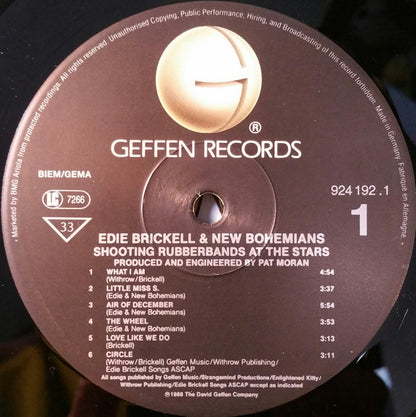 Unauthorised Copying, Public Performance, Hiring, and Broadcasting of this record forbidden. Made in Germany. Fabriqué en Allemagne.
• Marketed by BMG Ariola from protected recordings. All rights reserved
®
GEFFEN RECORDS
BIEM/GEMA
LC 7266
33
924 192 . 1
1
EDIE BRICKELL & NEW BOHEMIANS
SHOOTING RUBBERBANDS AT THE STARS
PRODUCED AND ENGINEERED BY PAT MORAN
1 WHAT I AM 4:54
(Withrow/Brickell)
2 LITTLE MISS S. 3:37
(Edie & New Bohemians)
3 AIR OF DECEMBER 5:54
(Edie & New Bohemians)
4 THE WHEEL 3:53
(Edie & New Bohemians)
5 LOVE LIKE WE DO 3:13
(Brickell)
6 CIRCLE 3:11
(Withrow/Brickell) Geffen Music/Withrow Publishing/
Edie Brickell Songs ASCAP
All songs published by Geffen Music/Strangemind Productions/Enlightened Kitty/
Withrow Publishing/Edie Brickell Songs ASCAP except as indicated
℗ 1988 The David Geffen Company